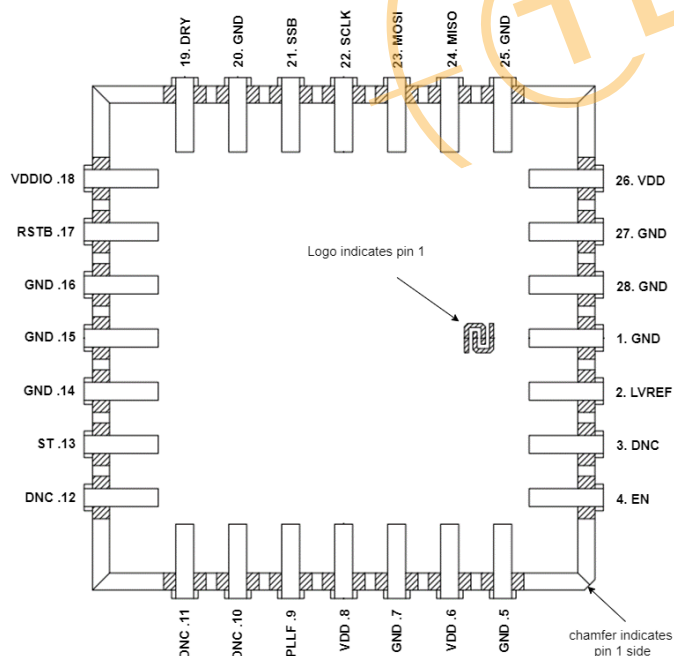 19. DRY
20. GND
21. SSB
22. SCLK
23. MOSI
24. MISO
25. GND
VDDIO .18
26. VDD
RSTB .17
27. GND
Logo indicates pin 1
GND .16
28. GND
GND .15
1. GND
GND .14
2. LVREF
ST .13
3. DNC
DNC .12
4. EN
DNC .11
DNC .10
PLLF .9
VDD .8
GND .7
VDD .6
GND .5
chamfer indicates
pin 1 side